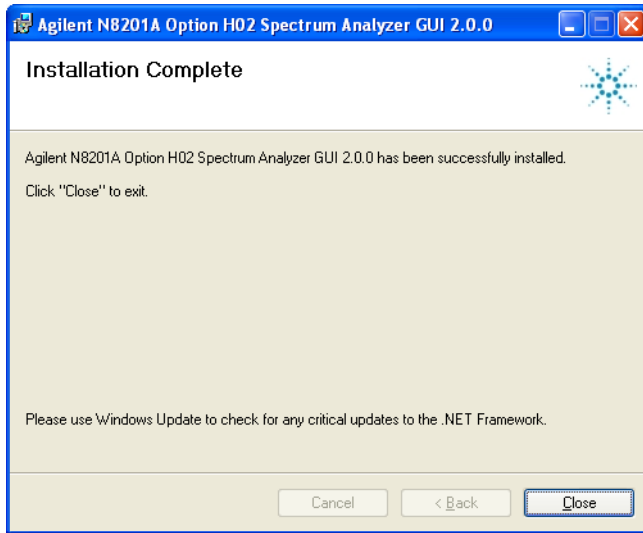 Agilent N8201A Option H02 Spectrum Analyzer GUI 2.0.0
Installation Complete
Agilent N8201A Option H02 Spectrum Analyzer GUI 2.0.0 has been successfully installed.
Click "Close" to exit.
Please use Windows Update to check for any critical updates to the .NET Framework.
Cancel
< Back
Close